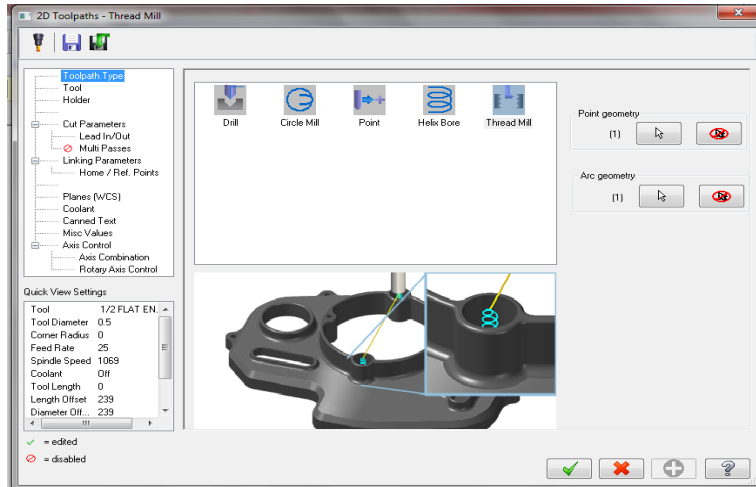 2D Toolpaths - Thread Mill
Toolpath Type
Tool
Holder
Cut Parameters
Lead In/Out
Multi Passes
Linking Parameters
Home / Ref. Points
Planes (WCS)
Coolant
Canned Text
Misc Values
Axis Control
Axis Combination
Rotary Axis Control
Drill Circle Mill Point Helix Bore Thread Mill
Point geometry
(1)
Arc geometry
(1)
Quick View Settings
Tool 1/2 FLAT EN...
Tool Diameter 0.5
Corner Radius 0
Feed Rate 25
Spindle Speed 1069
Coolant Off
Tool Length 0
Length Offset 239
Diameter Off... 239
= edited
= disabled